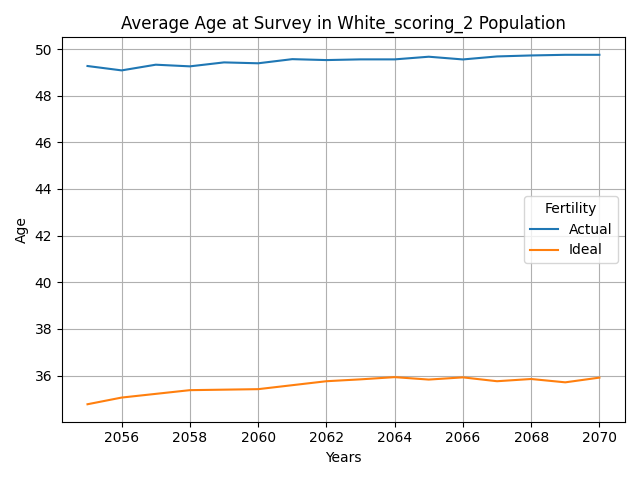 Average Age at Survey in White_scoring_2 Population
50
48
46
44
42
40
38
36
Age
Fertility
Actual
Ideal
2056 2058 2060 2062 2064 2066 2068 2070
Years